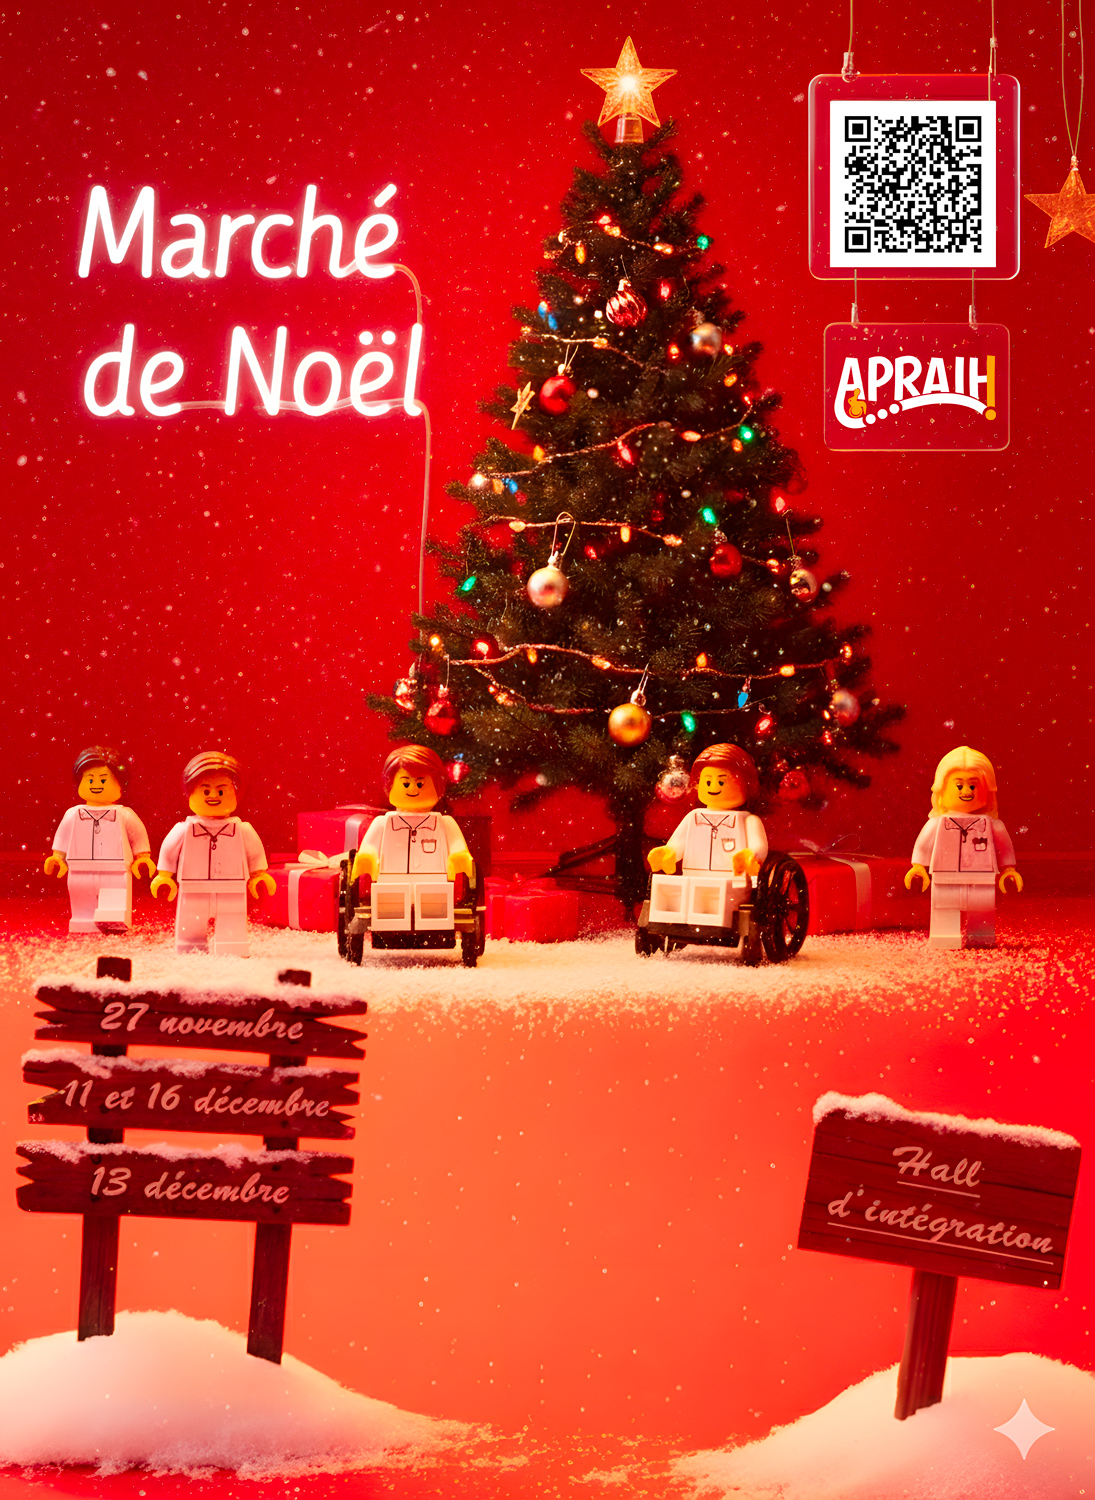 Marché
de Noël
APRAIH!
27 novembre
11 et 16 décembre
13 décembre
Hall
d'intégration